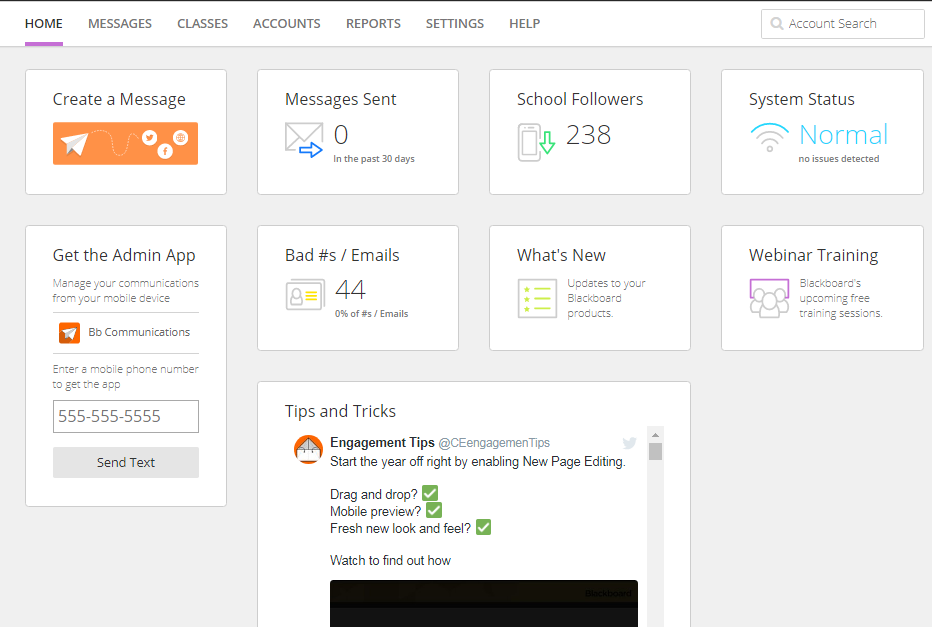 HOME MESSAGES CLASSES ACCOUNTS REPORTS SETTINGS HELP Account Search
Create a Message
Messages Sent
0
In the past 30 days
School Followers
238
System Status
Normal
no issues detected
Get the Admin App
Manage your communications
from your mobile device
Bb Communications
Enter a mobile phone number
to get the app
555-555-5555
Send Text
Bad #s / Emails
44
0% of #s / Emails
What's New
Updates to your
Blackboard
products.
Webinar Training
Blackboard's
upcoming free
training sessions.
Tips and Tricks
Engagement Tips @CEengagemenTips
Start the year off right by enabling New Page Editing.
Drag and drop? ✅
Mobile preview? ✅
Fresh new look and feel? ✅
Watch to find out how
Blackboard